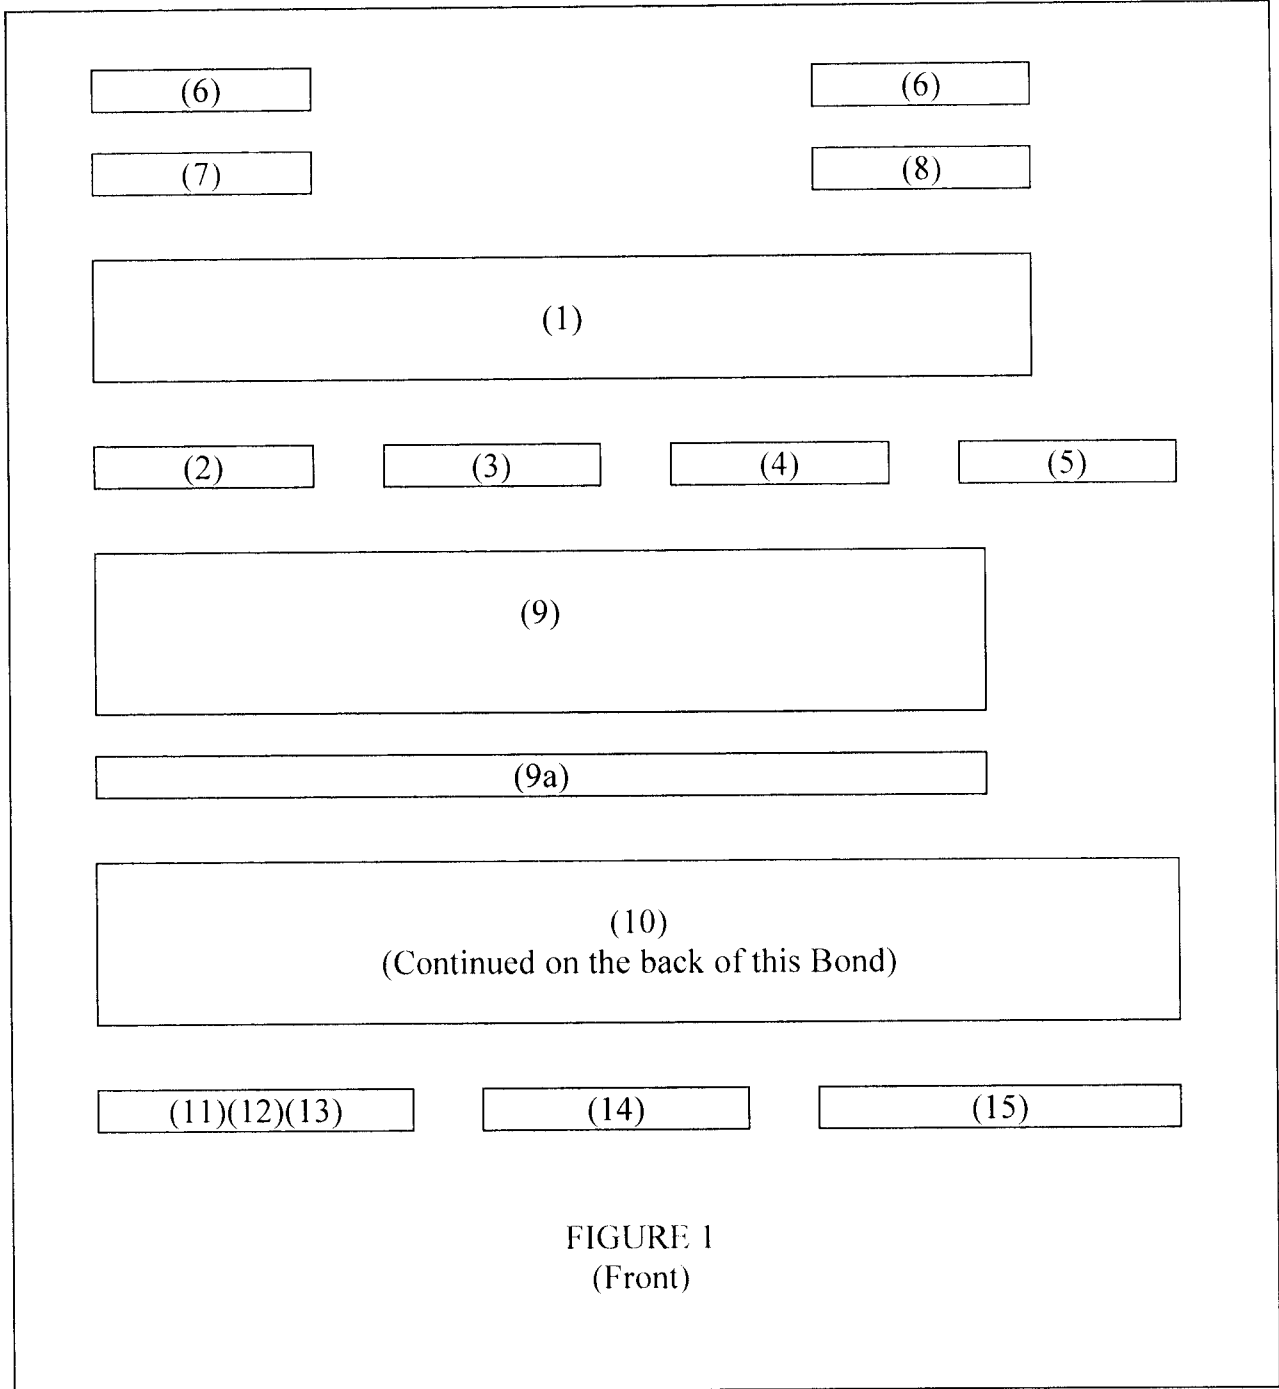 (6) (6)
(7) (8)
(1)
(2) (3) (4) (5)
(9)
(9a)
(10)
(Continued on the back of this Bond)
(11)(12)(13) (14) (15)
FIGURE 1
(Front)